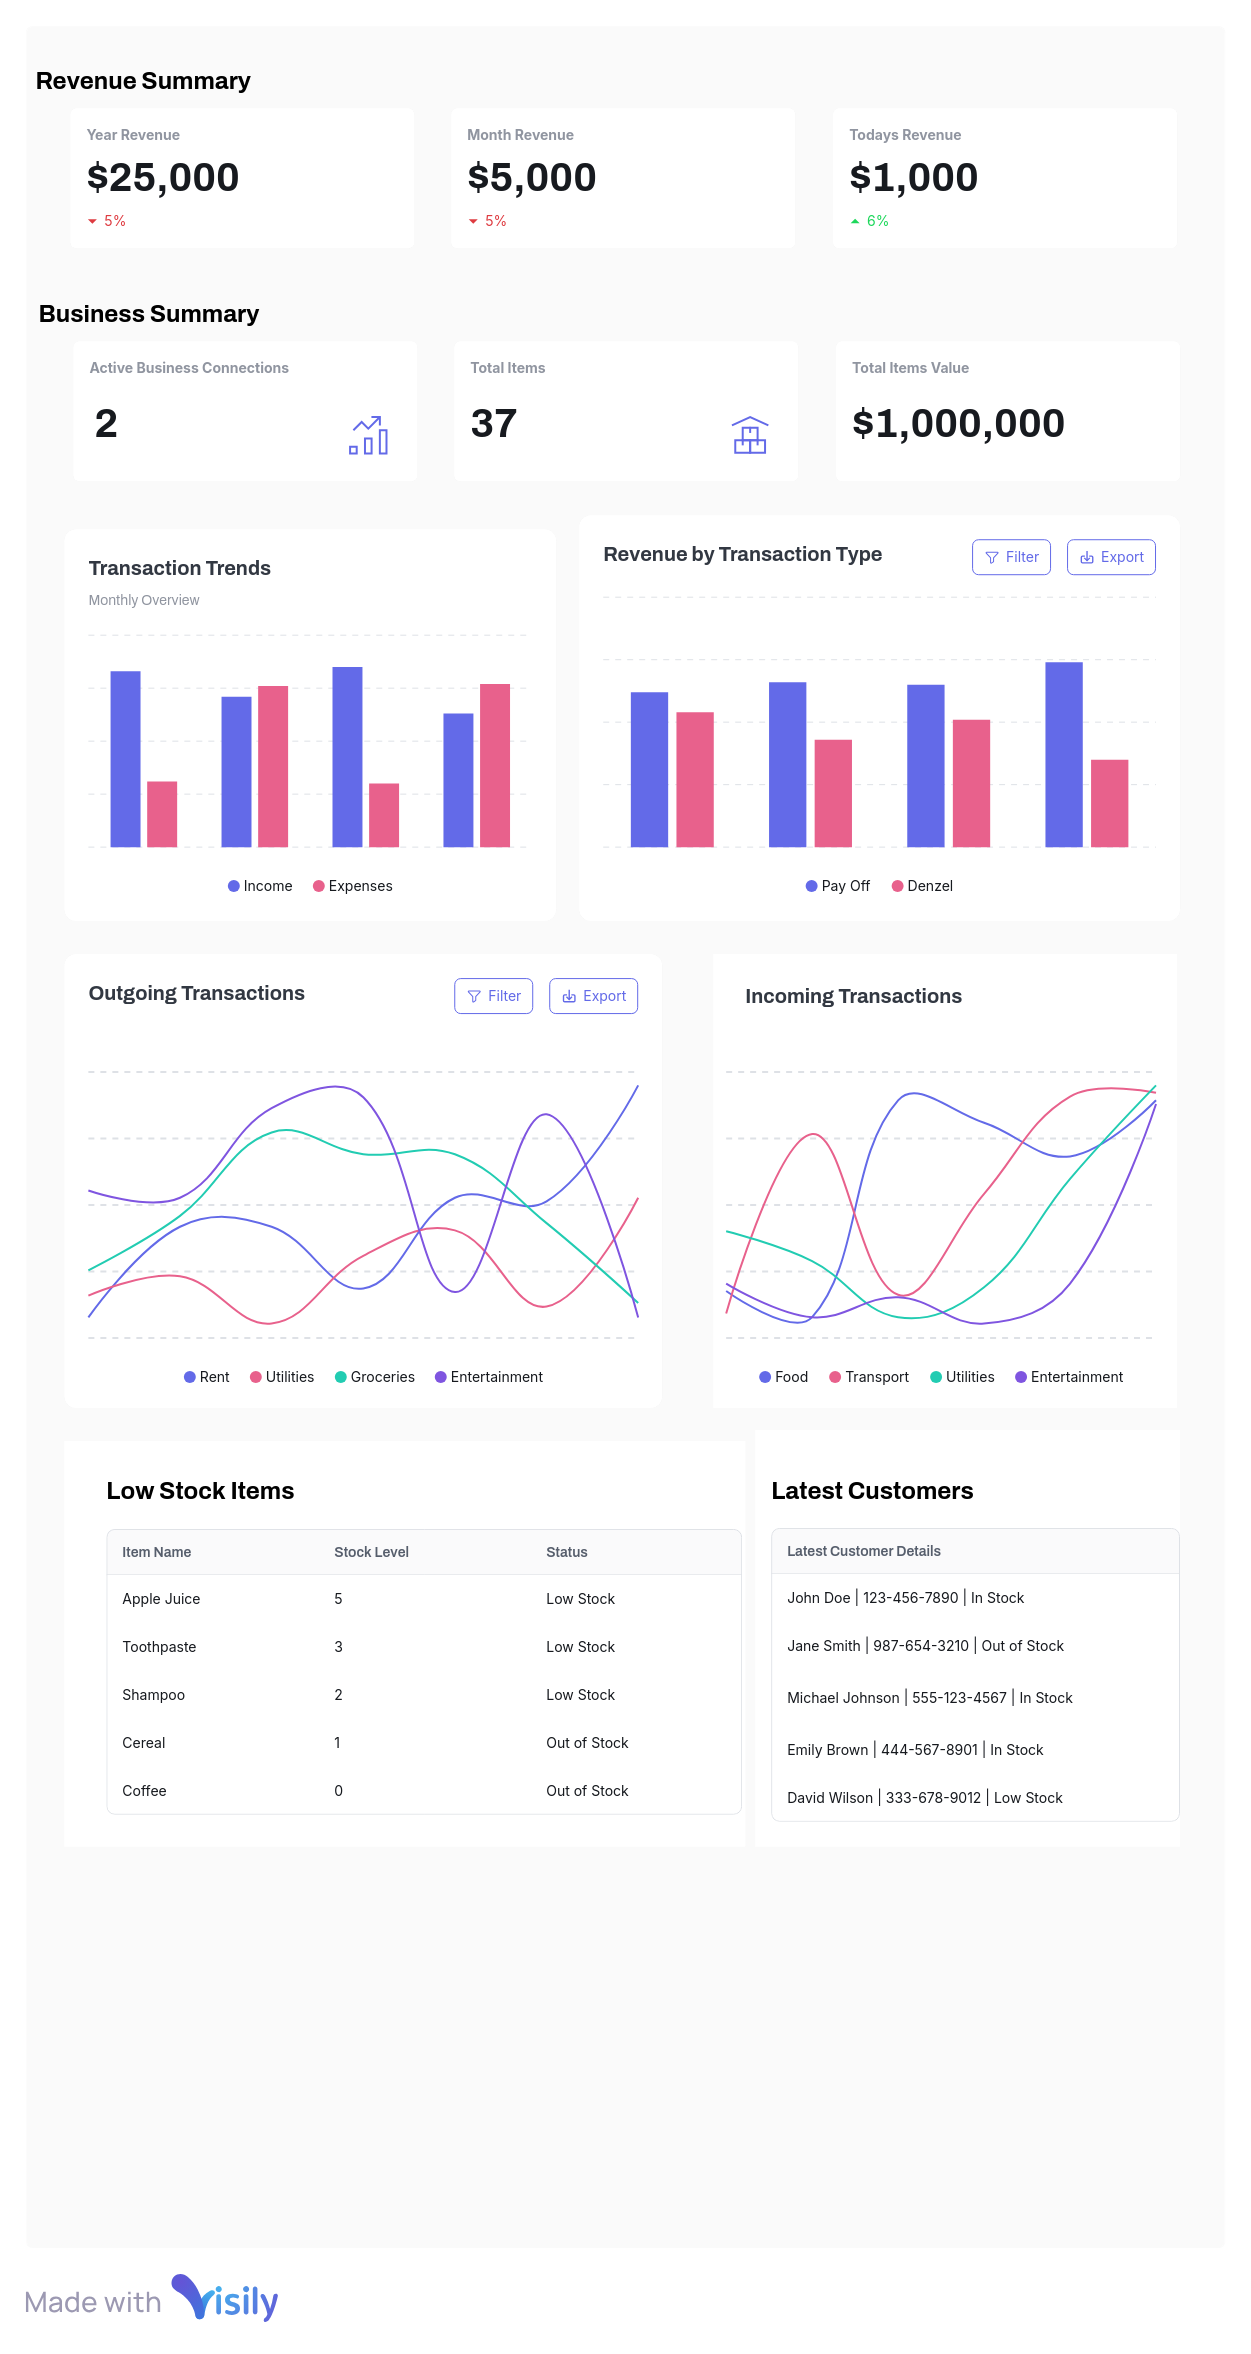 Revenue Summary
Year Revenue
$25,000
5%
Month Revenue
$5,000
5%
Todays Revenue
$1,000
6%
Business Summary
Active Business Connections
2
Total Items
37
Total Items Value
$1,000,000
Transaction Trends
Monthly Overview
Income Expenses
Revenue by Transaction Type
Filter
Export
Pay Off Denzel
Outgoing Transactions
Filter
Export
Rent Utilities Groceries Entertainment
Incoming Transactions
Food Transport Utilities Entertainment
Low Stock Items
Item Name Stock Level Status
Apple Juice 5 Low Stock
Toothpaste 3 Low Stock
Shampoo 2 Low Stock
Cereal 1 Out of Stock
Coffee 0 Out of Stock
Latest Customers
Latest Customer Details
John Doe | 123-456-7890 | In Stock
Jane Smith | 987-654-3210 | Out of Stock
Michael Johnson | 555-123-4567 | In Stock
Emily Brown | 444-567-8901 | In Stock
David Wilson | 333-678-9012 | Low Stock
Made with Visily